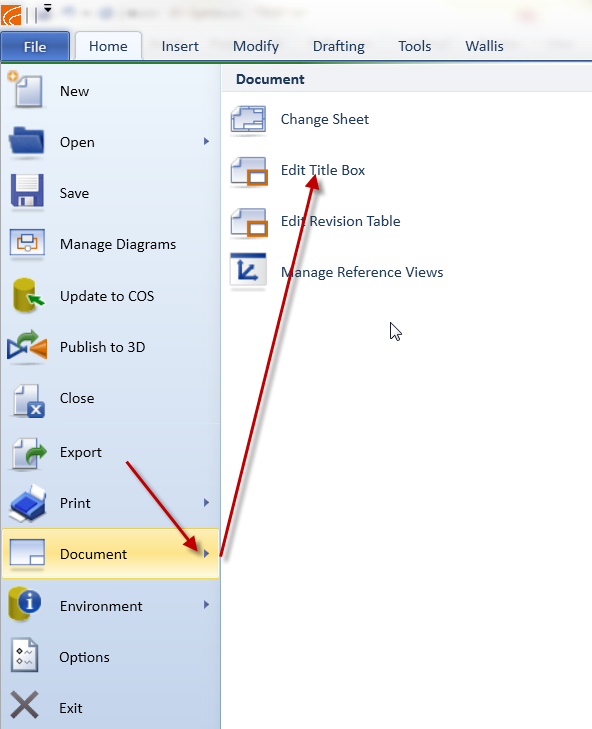 File Home Insert Modify Drafting Tools Wallis
New
Open
Save
Manage Diagrams
Update to COS
Publish to 3D
Close
Export
Print
Document
Environment
Options
Exit
Document
Change Sheet
Edit Title Box
Edit Revision Table
Manage Reference Views